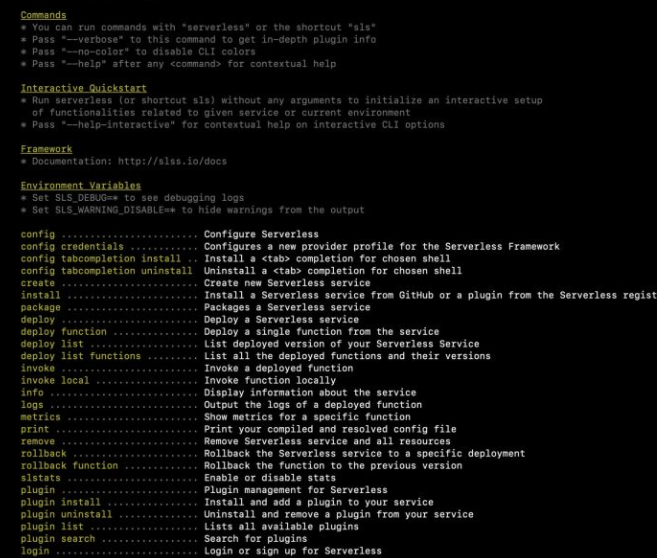 Commands
* You can run commands with "serverless" or the shortcut "sls"
* Pass "--verbose" to this command to get in-depth plugin info
* Pass "--no-color" to disable CLI colors
* Pass "--help" after any <command> for contextual help
Interactive Quickstart
* Run serverless (or shortcut sls) without any arguments to initialize an interactive setup
of functionalities related to given service or current environment
* Pass "--help-interactive" for contextual help on interactive CLI options
Framework
* Documentation: http://slss.io/docs
Environment Variables
* Set SLS_DEBUG=* to see debugging logs
* Set SLS_WARNING_DISABLE=* to hide warnings from the output
config ........................ Configure Serverless
config credentials ............ Configures a new provider profile for the Serverless Framework
config tabcompletion install .. Install a <tab> completion for chosen shell
config tabcompletion uninstall  Uninstall a <tab> completion for chosen shell
create ........................ Create new Serverless service
install ....................... Install a Serverless service from GitHub or a plugin from the Serverless regist
package ....................... Packages a Serverless service
deploy ........................ Deploy a Serverless service
deploy function ............... Deploy a single function from the service
deploy list ................... List deployed version of your Serverless Service
deploy list functions ......... List all the deployed functions and their versions
invoke ........................ Invoke a deployed function
invoke local .................. Invoke function locally
info .......................... Display information about the service
logs .......................... Output the logs of a deployed function
metrics ....................... Show metrics for a specific function
print ......................... Print your compiled and resolved config file
remove ........................ Remove Serverless service and all resources
rollback ...................... Rollback the Serverless service to a specific deployment
rollback function ............. Rollback the function to the previous version
slstats ....................... Enable or disable stats
plugin ........................ Plugin management for Serverless
plugin install ................ Install and add a plugin to your service
plugin uninstall .............. Uninstall and remove a plugin from your service
plugin list ................... Lists all available plugins
plugin search ................. Search for plugins
login ......................... Login or sign up for Serverless